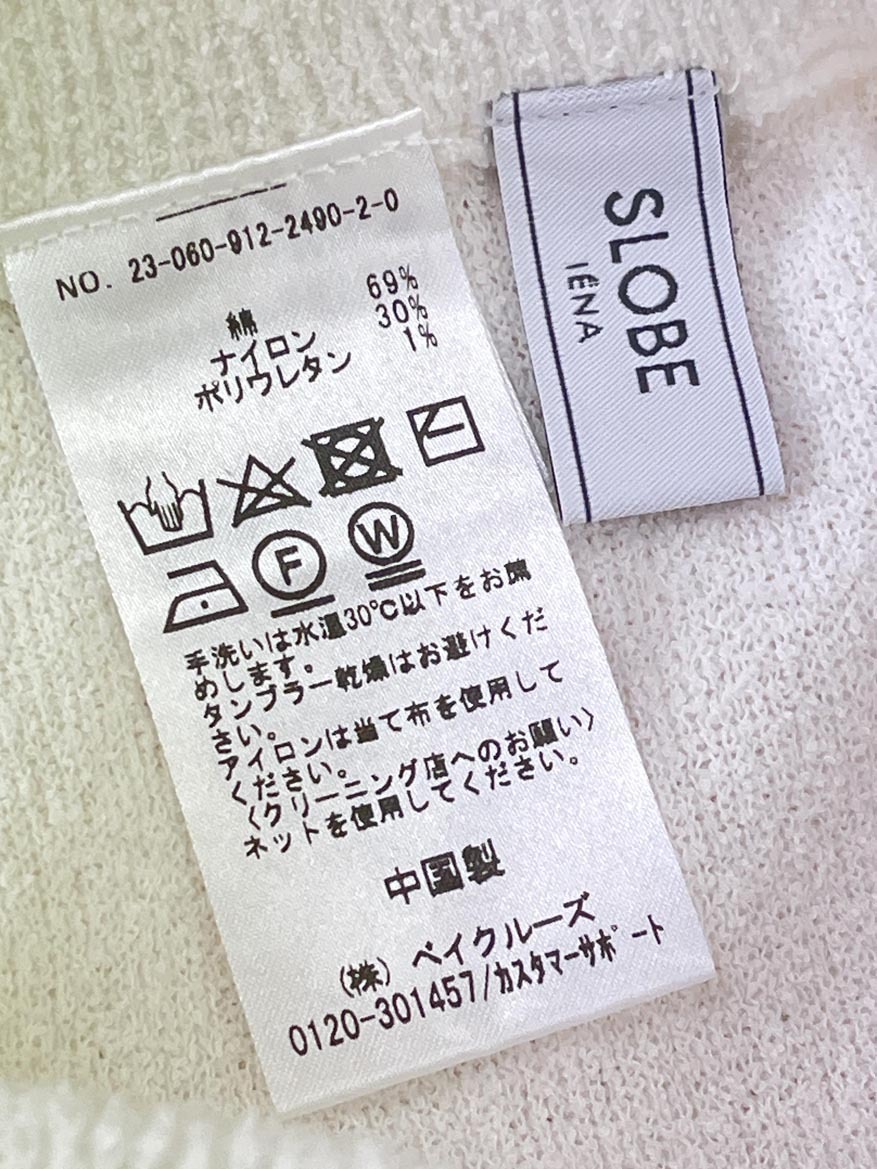 NO. 23-060-912-2490-2-0
綿 69%
ナイロン 30%
ポリウレタン 1%
F
W
手洗いは水温30℃以下をお薦
めします。
タンブラー乾燥はお避けくだ
さい。
アイロンは当て布を使用して
ください。
〈クリーニング店へのお願い〉
ネットを使用してください。
中国製
(株) ベイクルーズ
0120-301457/カスタマーサポート
SLOBE
IÉNA